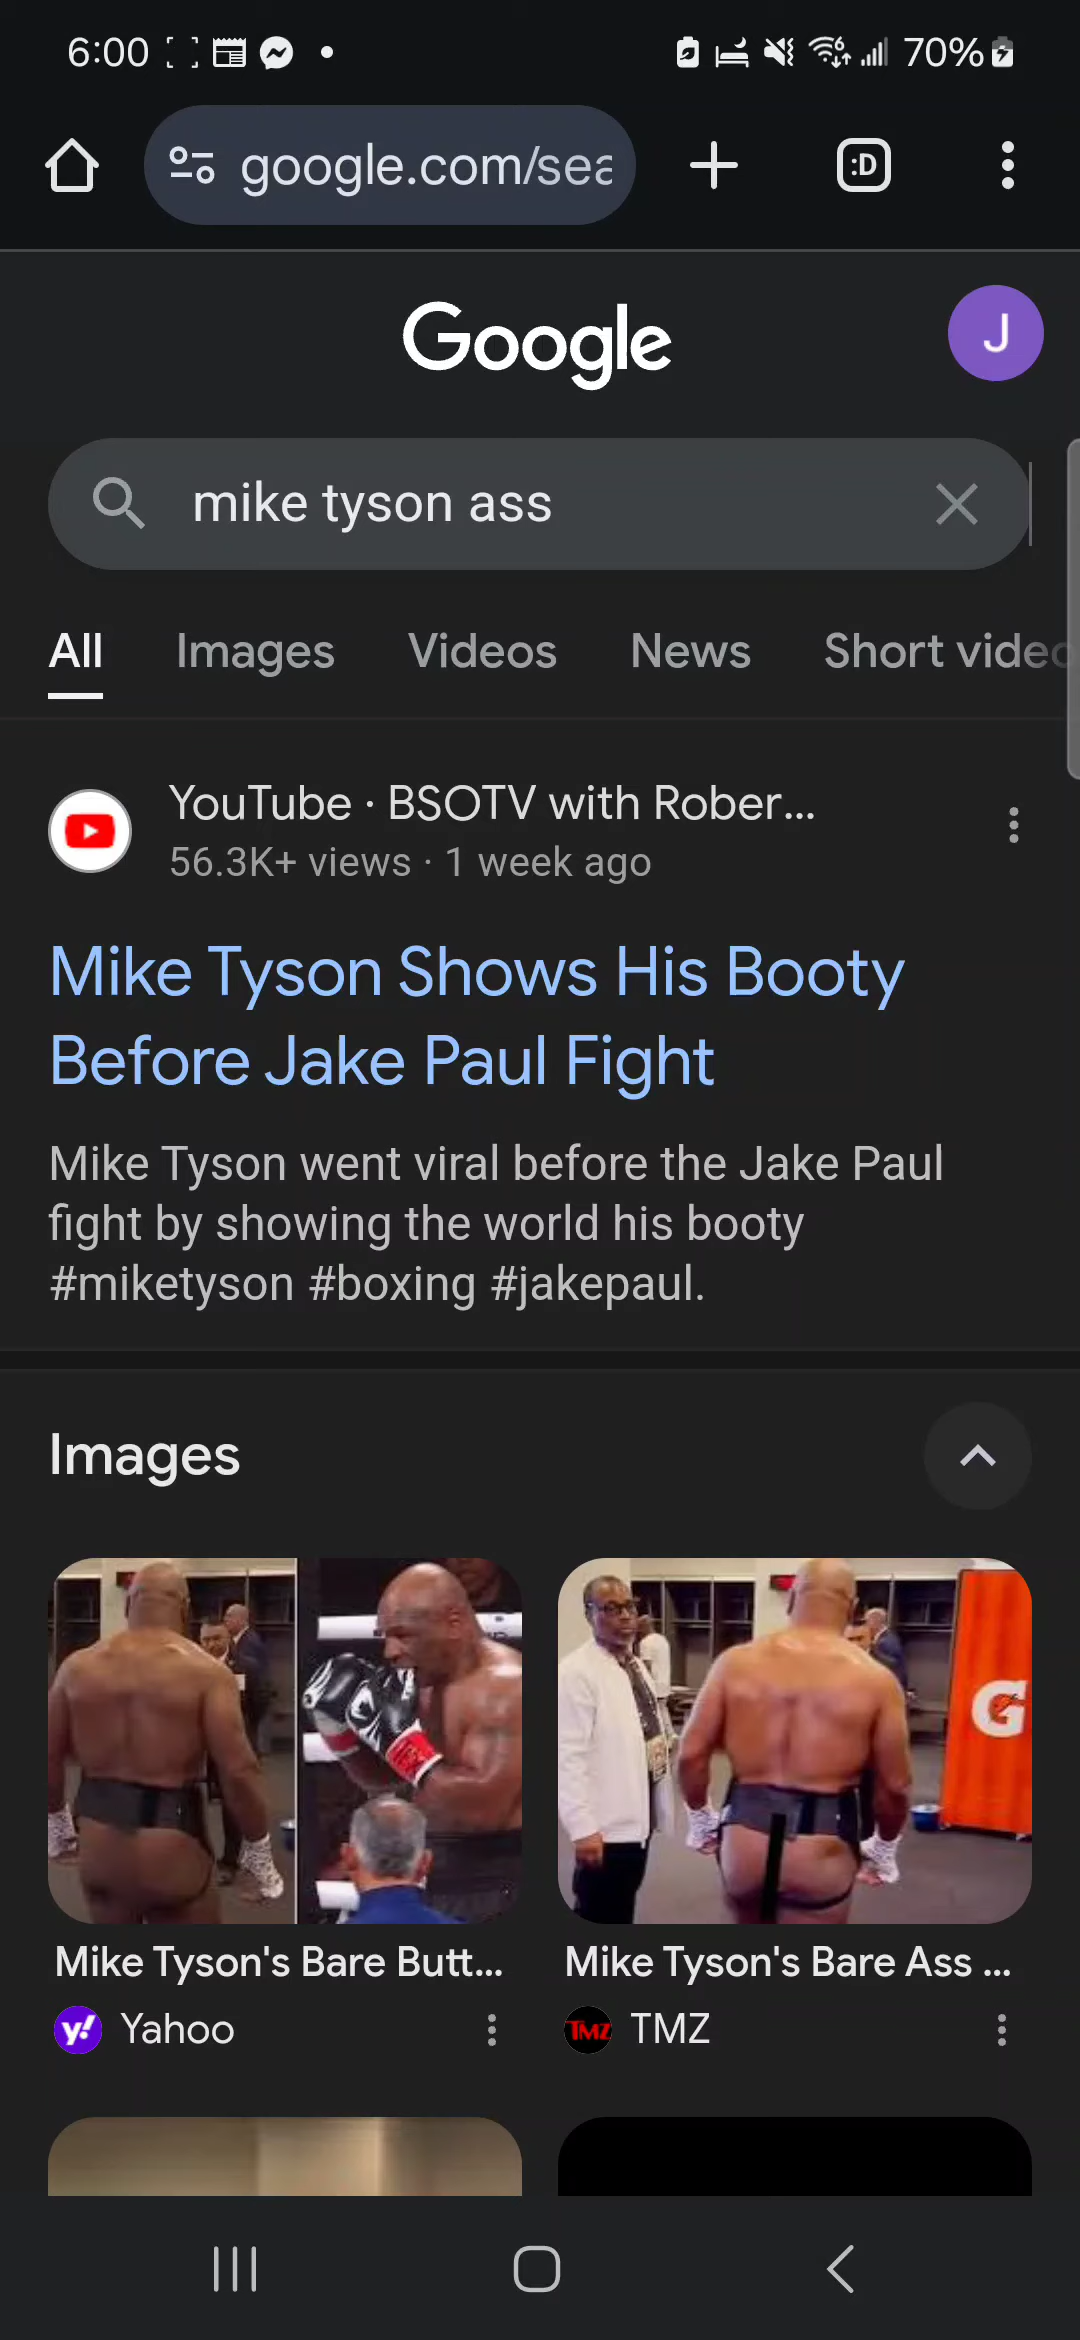 6:00
70%
google.com/sea
:D
Google
J
mike tyson ass
All Images Videos News Short video
YouTube · BSOTV with Rober...
56.3K+ views · 1 week ago
Mike Tyson Shows His Booty
Before Jake Paul Fight
Mike Tyson went viral before the Jake Paul
fight by showing the world his booty
#miketyson #boxing #jakepaul.
Images
G
Mike Tyson's Bare Butt...
Mike Tyson's Bare Ass ...
y! Yahoo
TMZ TMZ